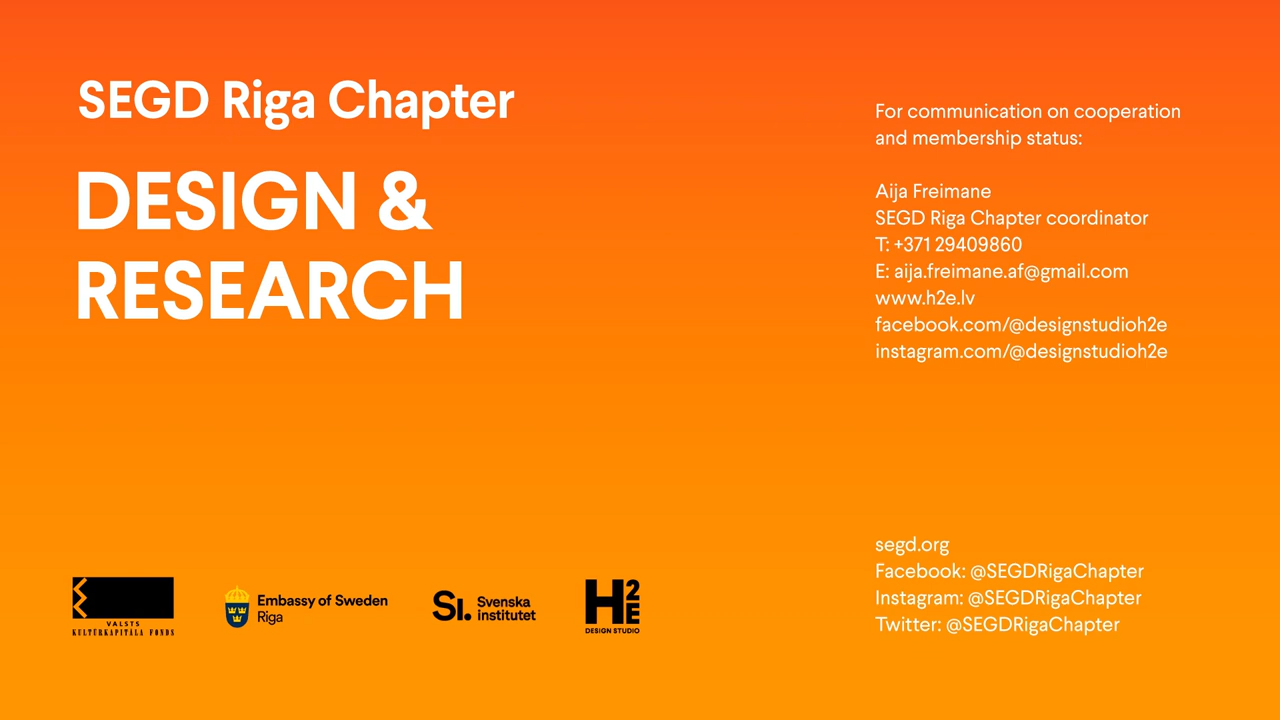 SEGD Riga Chapter
DESIGN &
RESEARCH
For communication on cooperation
and membership status:
Aija Freimane
SEGD Riga Chapter coordinator
T: +371 29409860
E: aija.freimane.af@gmail.com
www.h2e.lv
facebook.com/@designstudioh2e
instagram.com/@designstudioh2e
segd.org
Facebook: @SEGDRigaChapter
Instagram: @SEGDRigaChapter
Twitter: @SEGDRigaChapter
VALSTS
KULTŪRKAPITĀLA FONDS
Embassy of Sweden
Riga
SI.
Svenska
institutet
H2E
DESIGN STUDIO